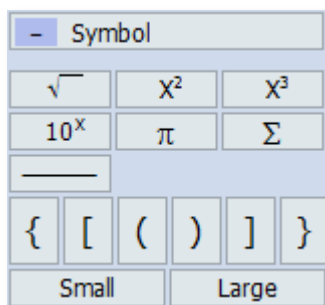 − Symbol
√ X² X³
10ˣ π Σ
{ [ ( ) ] }
Small Large